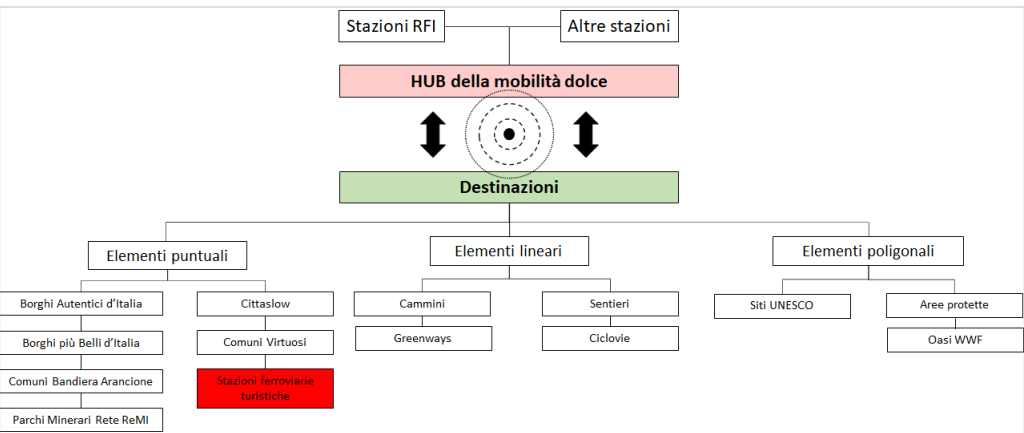 Stazioni RFI
Altre stazioni
HUB della mobilità dolce
Destinazioni
Elementi puntuali
Elementi lineari
Elementi poligonali
Borghi Autentici d’Italia
Cittaslow
Cammini
Sentieri
Siti UNESCO
Aree protette
Borghi più Belli d’Italia
Comuni Virtuosi
Greenways
Ciclovie
Oasi WWF
Comuni Bandiera Arancione
Stazioni ferroviarie
turistiche
Parchi Minerari Rete ReMI